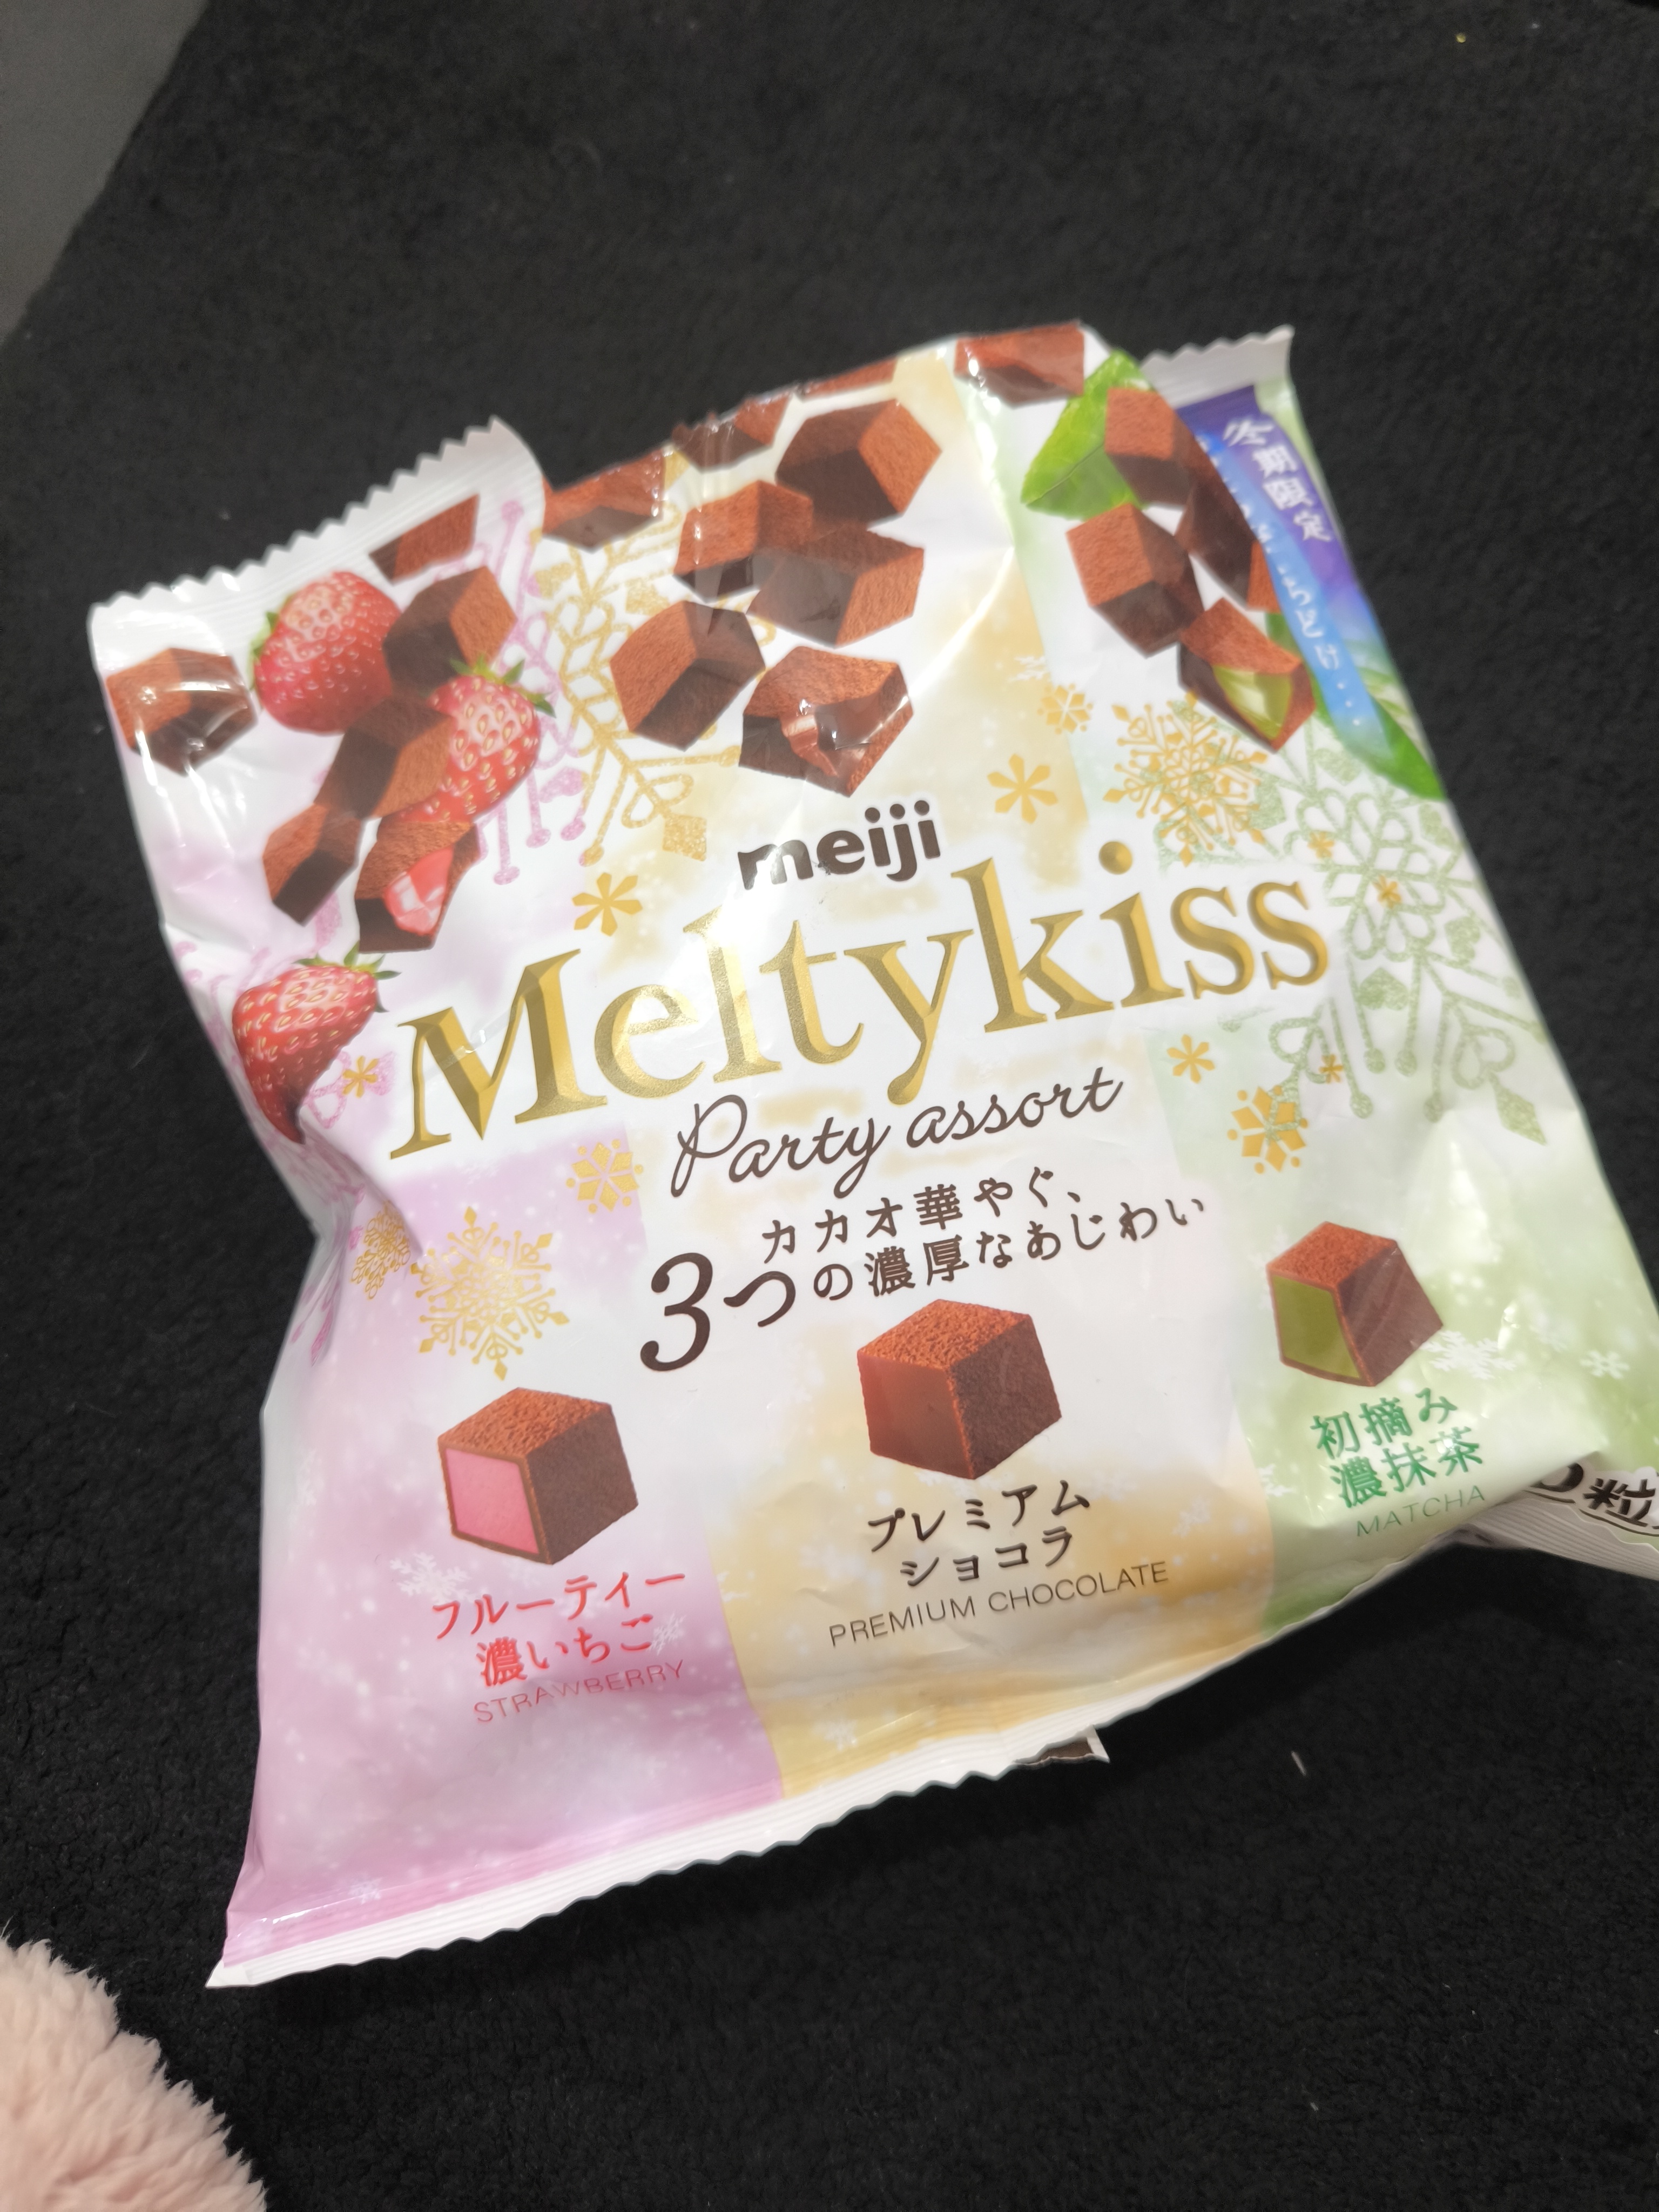 冬期限定
meiji
Meltykiss
Party assort
カカオ華やぐ、
3つの濃厚なあじわい
フルーティー
濃いちご
STRAWBERRY
プレミアム
ショコラ
PREMIUM CHOCOLATE
初摘み
濃抹茶
MATCHA
粒